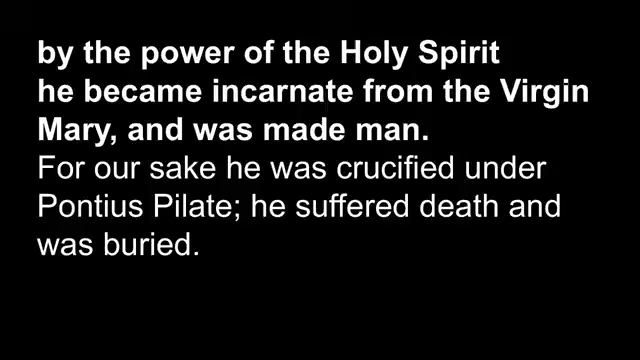 by the power of the Holy Spirit
he became incarnate from the Virgin
Mary, and was made man.
For our sake he was crucified under
Pontius Pilate; he suffered death and
was buried.